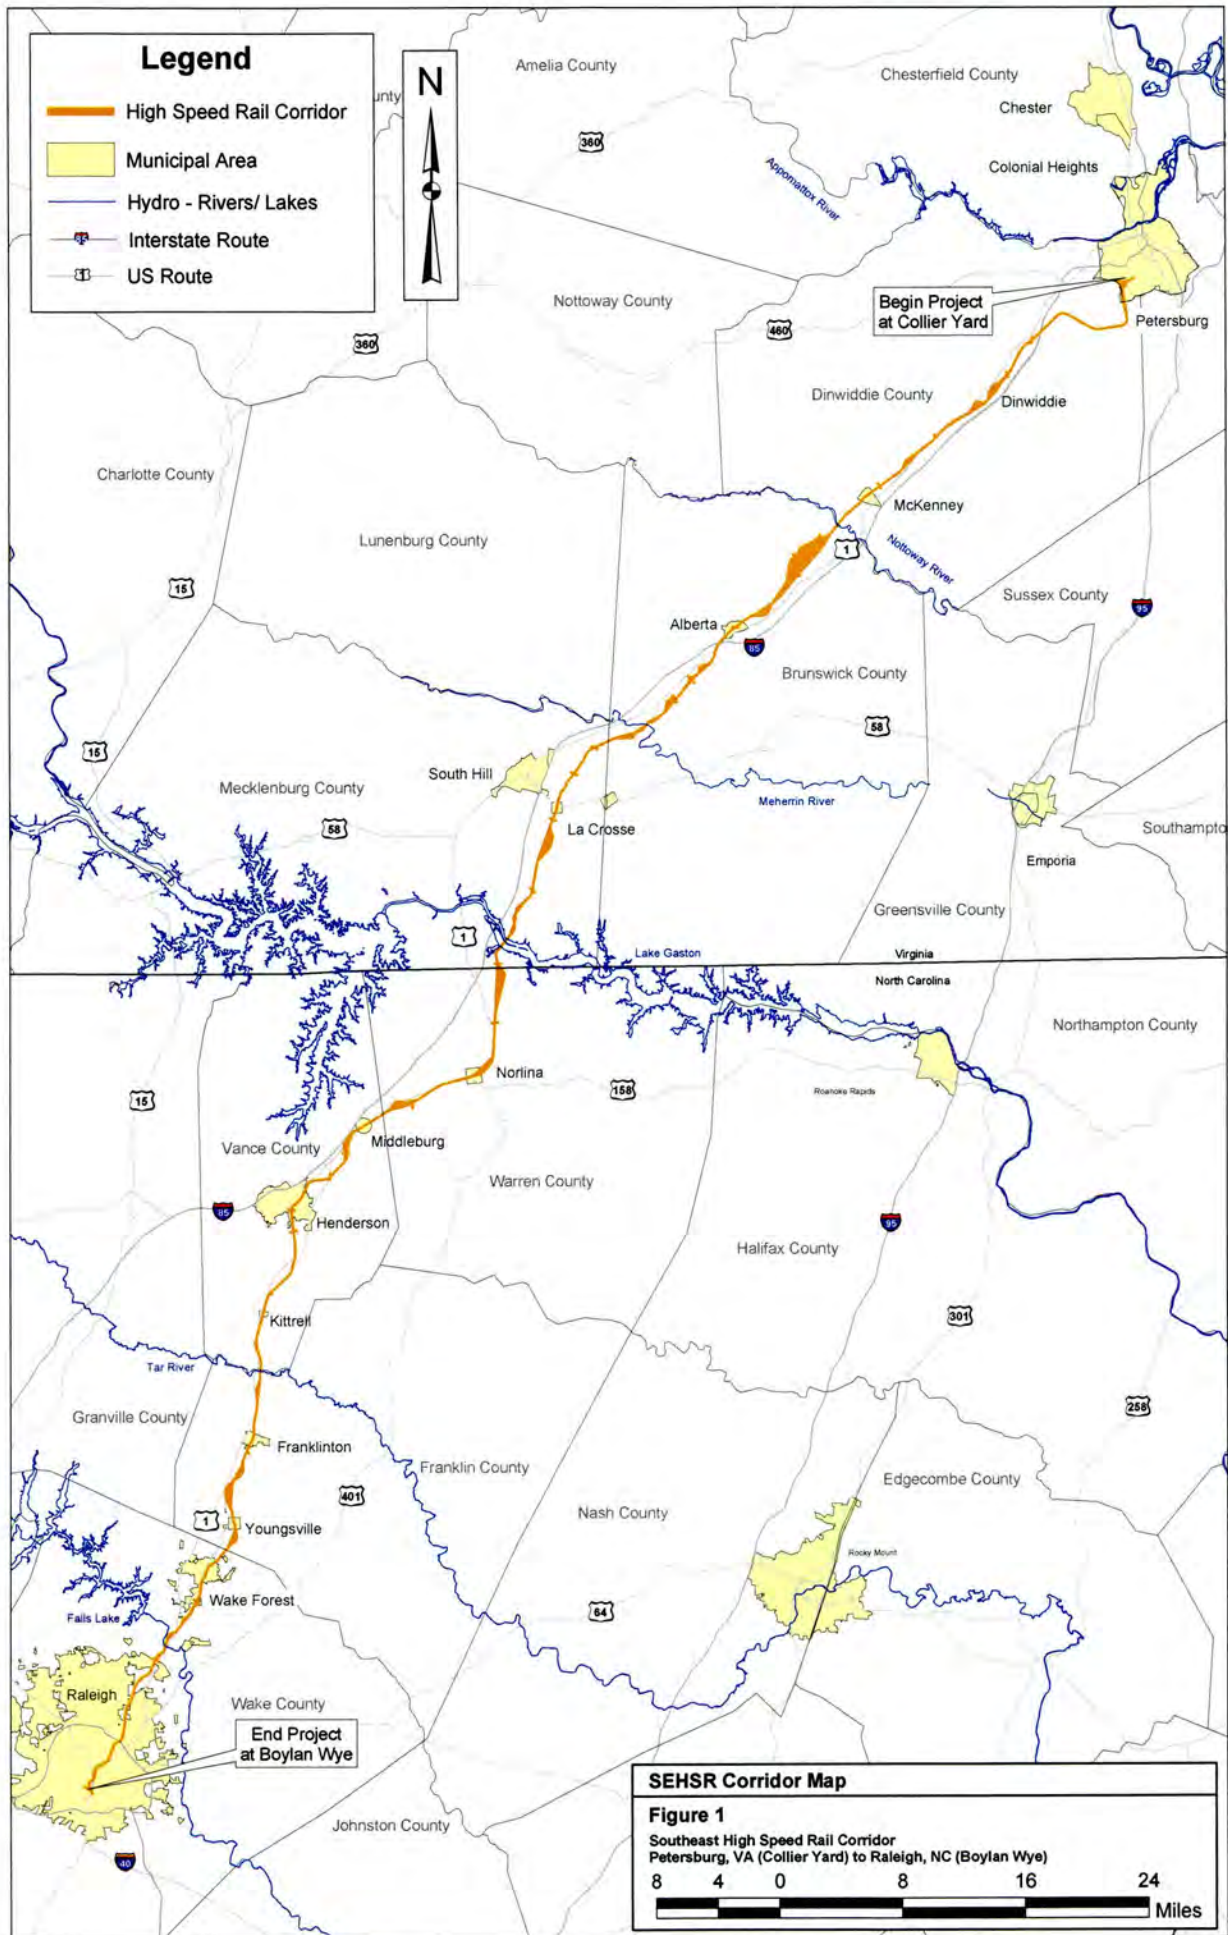 Legend
High Speed Rail Corridor
Municipal Area
Hydro - Rivers/ Lakes
95
Interstate Route
1
US Route
N
unty
Amelia County
Chesterfield County
Chester
360
Colonial Heights
Appomattox River
Nottoway County
Begin Project
at Collier Yard
360
460
Petersburg
Dinwiddie County
Dinwiddie
Charlotte County
McKenney
Lunenburg County
1
Nottoway River
15
Sussex County
95
Alberta
85
Brunswick County
58
15
South Hill
Mecklenburg County
Meherrin River
58
La Crosse
Southampto
Emporia
Greensville County
1
Lake Gaston
Virginia
North Carolina
Northampton County
Norlina
158
Roanoke Rapids
15
Middleburg
Vance County
Warren County
85
Henderson
95
Halifax County
Kittrell
301
Tar River
258
Granville County
Franklinton
Franklin County
Edgecombe County
401
Nash County
1
Youngsville
Rocky Mount
Wake Forest
64
Falls Lake
Raleigh
Wake County
End Project
at Boylan Wye
Johnston County
40
SEHSR Corridor Map
Figure 1
Southeast High Speed Rail Corridor
Petersburg, VA (Collier Yard) to Raleigh, NC (Boylan Wye)
8 4 0 8 16 24
Miles